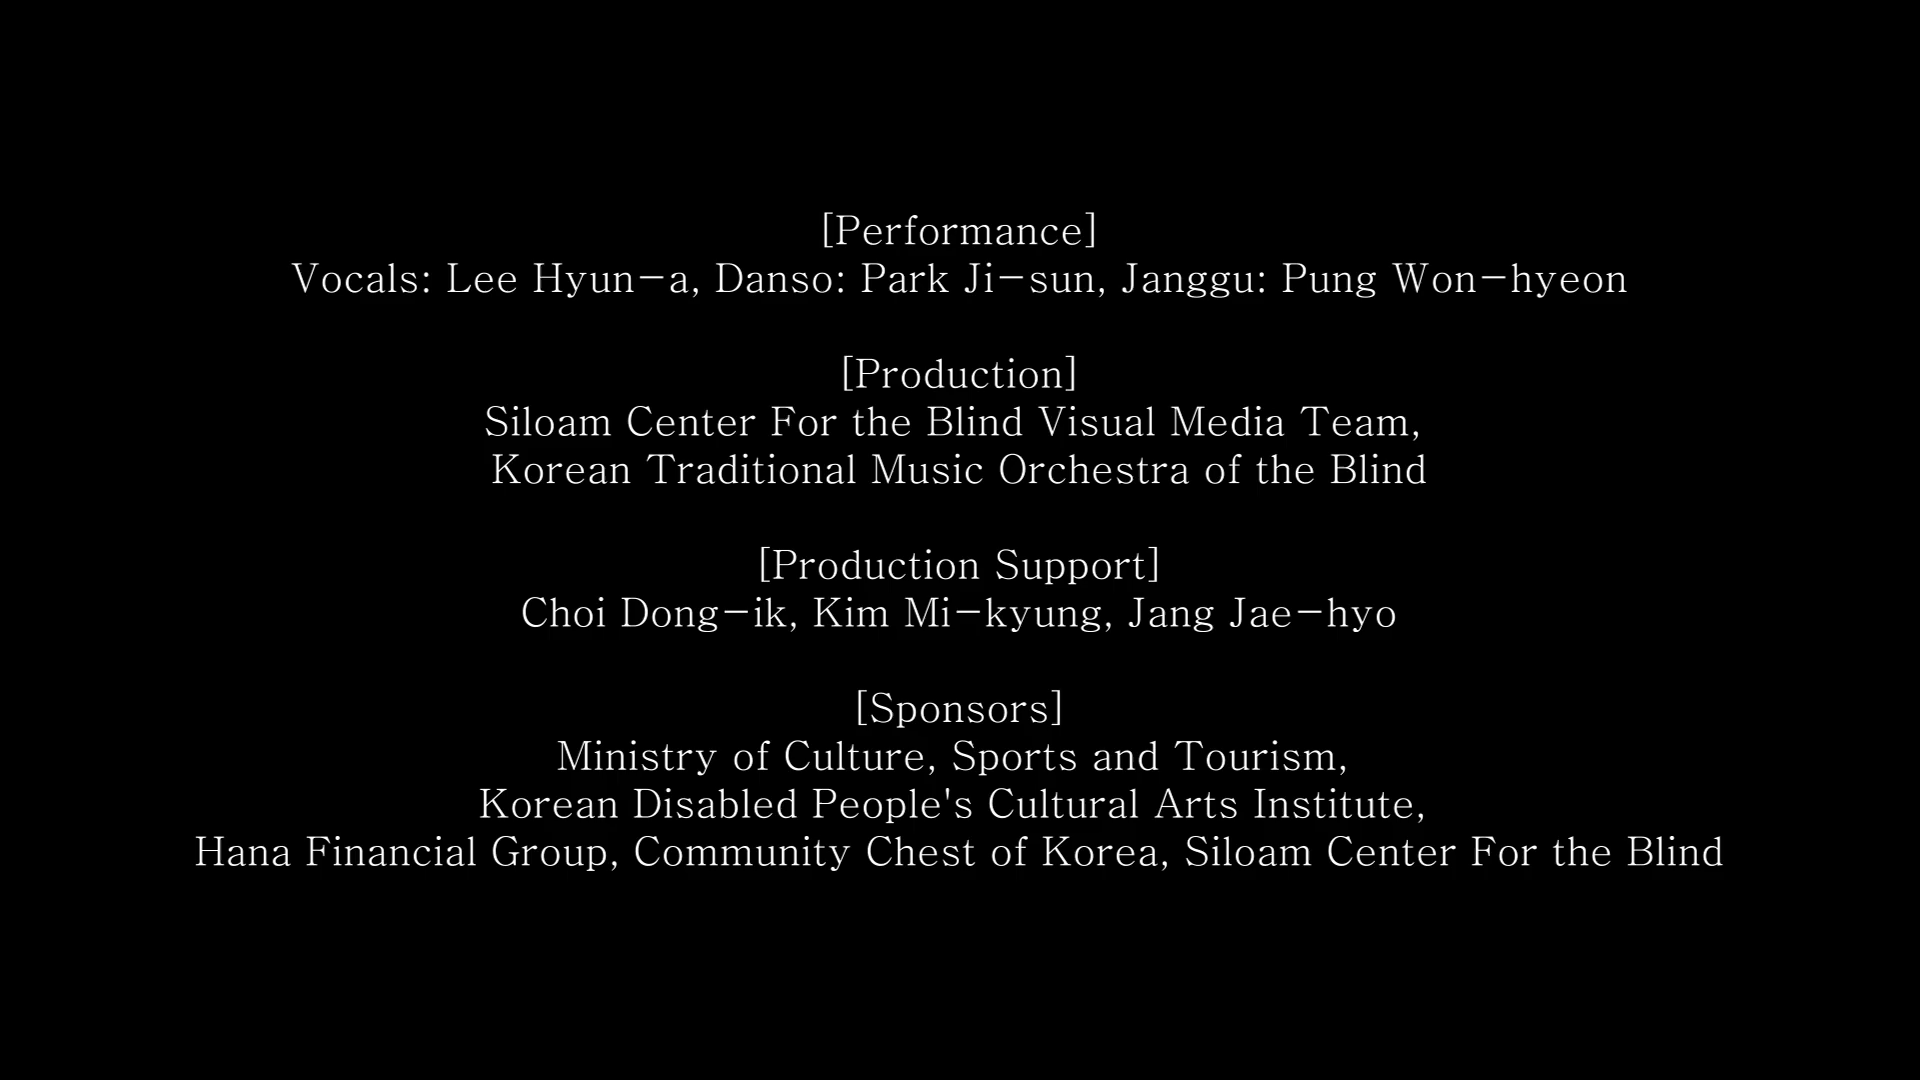 [Performance]
Vocals: Lee Hyun-a, Danso: Park Ji-sun, Janggu: Pung Won-hyeon
[Production]
Siloam Center For the Blind Visual Media Team,
Korean Traditional Music Orchestra of the Blind
[Production Support]
Choi Dong-ik, Kim Mi-kyung, Jang Jae-hyo
[Sponsors]
Ministry of Culture, Sports and Tourism,
Korean Disabled People's Cultural Arts Institute,
Hana Financial Group, Community Chest of Korea, Siloam Center For the Blind